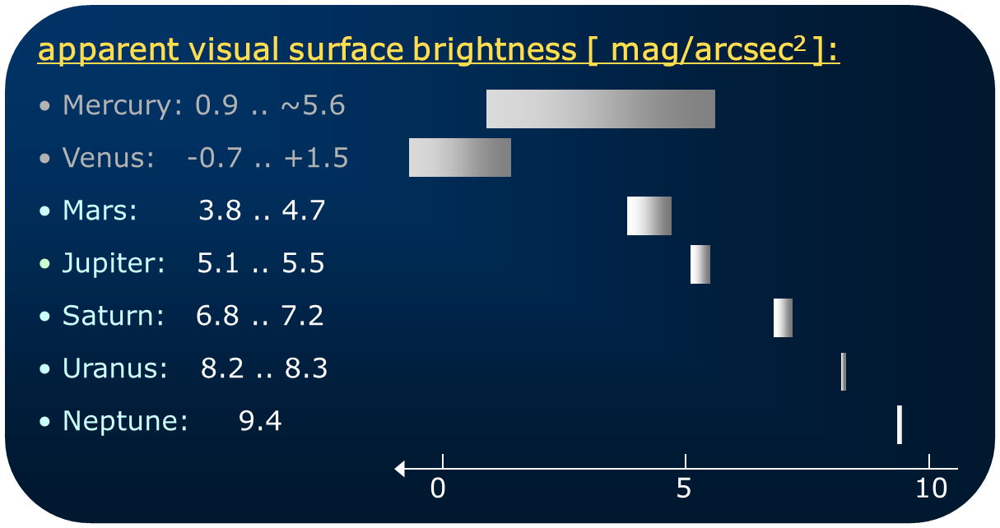 apparent visual surface brightness [ mag/arcsec² ]:
• Mercury: 0.9 .. ~5.6
• Venus: -0.7 .. +1.5
• Mars: 3.8 .. 4.7
• Jupiter: 5.1 .. 5.5
• Saturn: 6.8 .. 7.2
• Uranus: 8.2 .. 8.3
• Neptune: 9.4
0 5 10